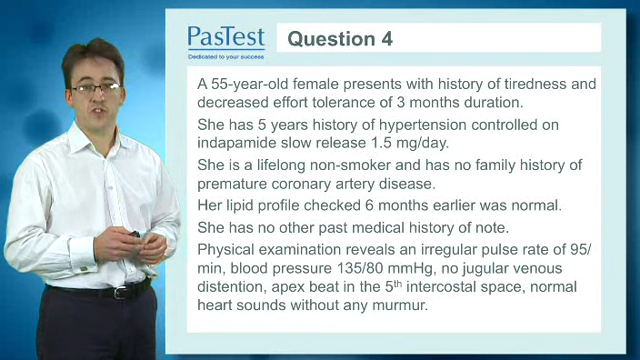 PasTest
Dedicated to your success
Question 4
A 55-year-old female presents with history of tiredness and
decreased effort tolerance of 3 months duration.
She has 5 years history of hypertension controlled on
indapamide slow release 1.5 mg/day.
She is a lifelong non-smoker and has no family history of
premature coronary artery disease.
Her lipid profile checked 6 months earlier was normal.
She has no other past medical history of note.
Physical examination reveals an irregular pulse rate of 95/
min, blood pressure 135/80 mmHg, no jugular venous
distention, apex beat in the 5th intercostal space, normal
heart sounds without any murmur.